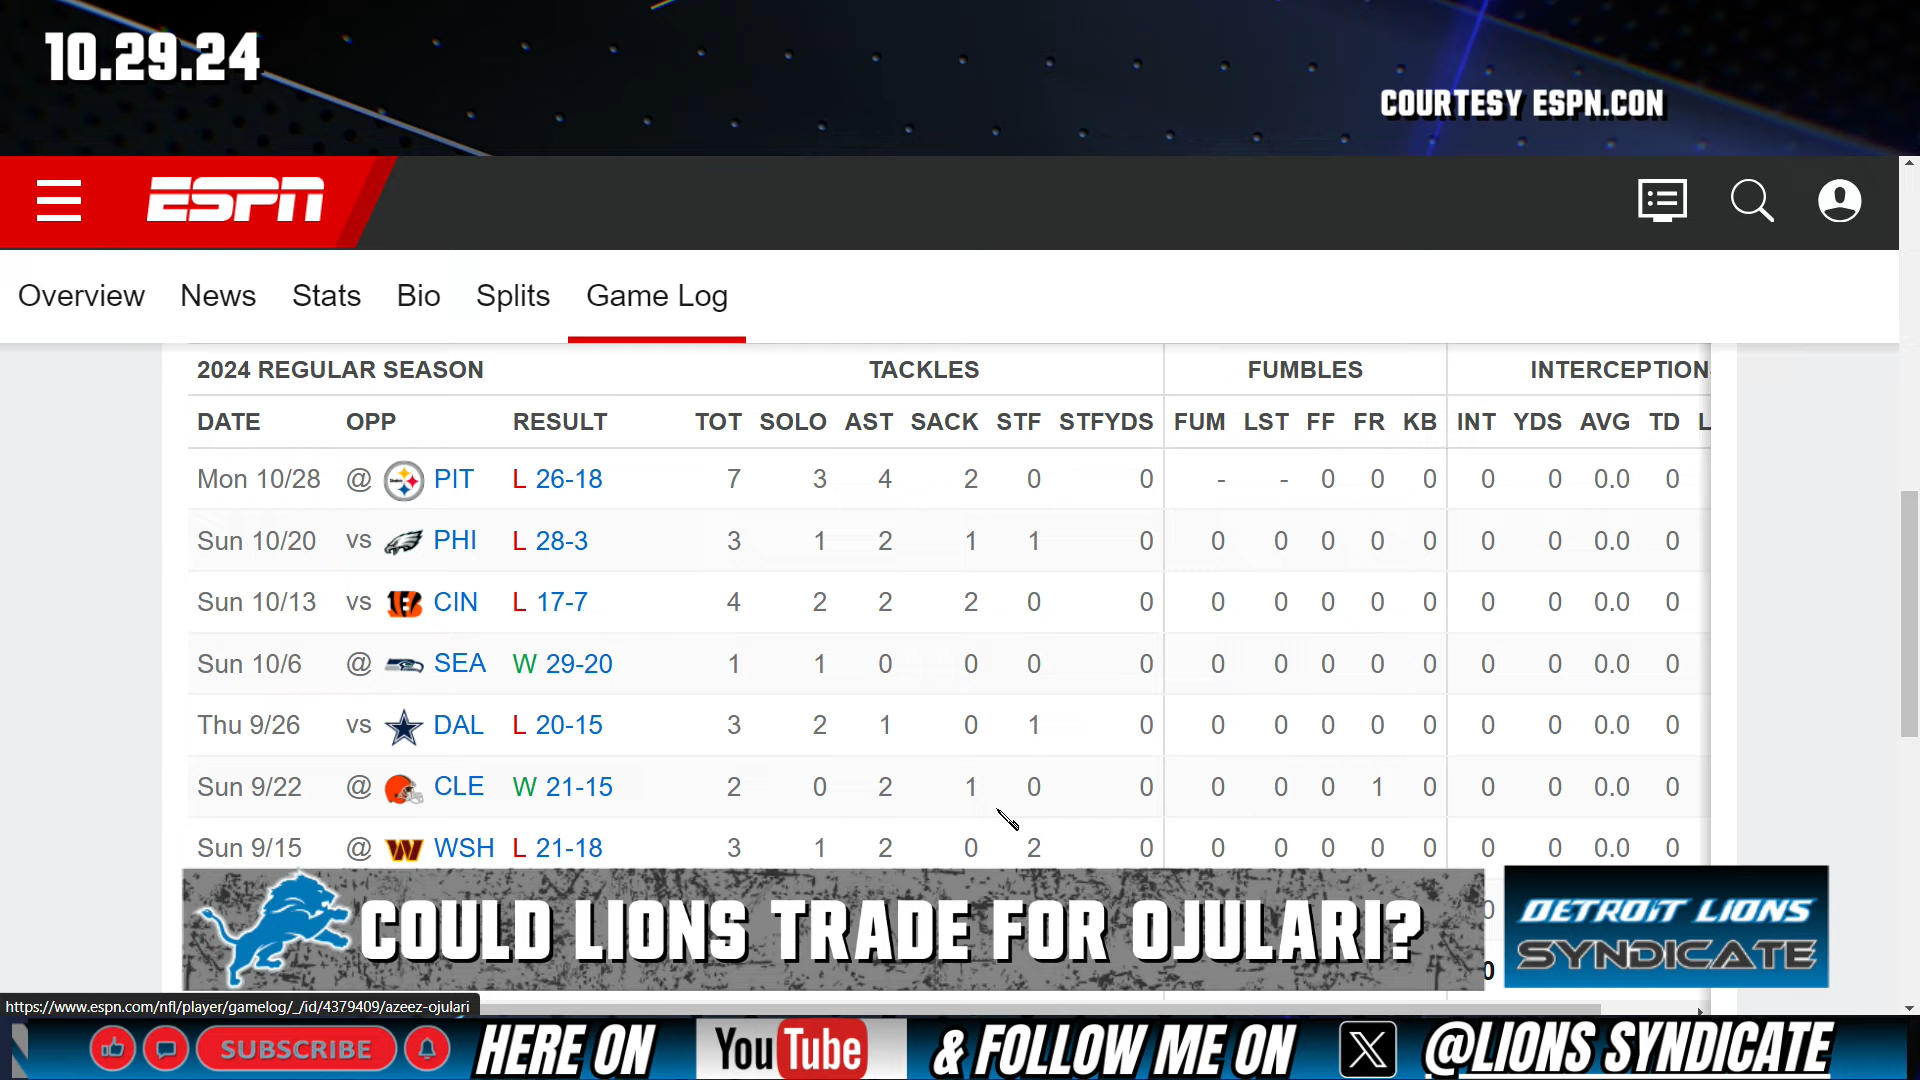 10.29.24
COURTESY ESPN.CON
ESPN
Overview News Stats Bio Splits Game Log
2024 REGULAR SEASON TACKLES FUMBLES INTERCEPTION
DATE OPP RESULT TOT SOLO AST SACK STF STFYDS FUM LST FF FR KB INT YDS AVG TD L
Mon 10/28 @ PIT L 26-18 7 3 4 2 0 0 - - 0 0 0 0 0 0.0 0
Sun 10/20 vs PHI L 28-3 3 1 2 1 1 0 0 0 0 0 0 0 0 0.0 0
Sun 10/13 vs CIN L 17-7 4 2 2 2 0 0 0 0 0 0 0 0 0 0.0 0
Sun 10/6 @ SEA W 29-20 1 1 0 0 0 0 0 0 0 0 0 0 0 0.0 0
Thu 9/26 vs DAL L 20-15 3 2 1 0 1 0 0 0 0 0 0 0 0 0.0 0
Sun 9/22 @ CLE W 21-15 2 0 2 1 0 0 0 0 0 1 0 0 0 0.0 0
Sun 9/15 @ WSH L 21-18 3 1 2 0 2 0 0 0 0 0 0 0 0 0.0 0
COULD LIONS TRADE FOR OJULARI?
0
0
DETROIT LIONS
SYNDICATE
https://www.espn.com/nfl/player/gamelog/_/id/4379409/azeez-ojulari
SUBSCRIBE HERE ON YouTube & FOLLOW ME ON X @LIONS SYNDICATE